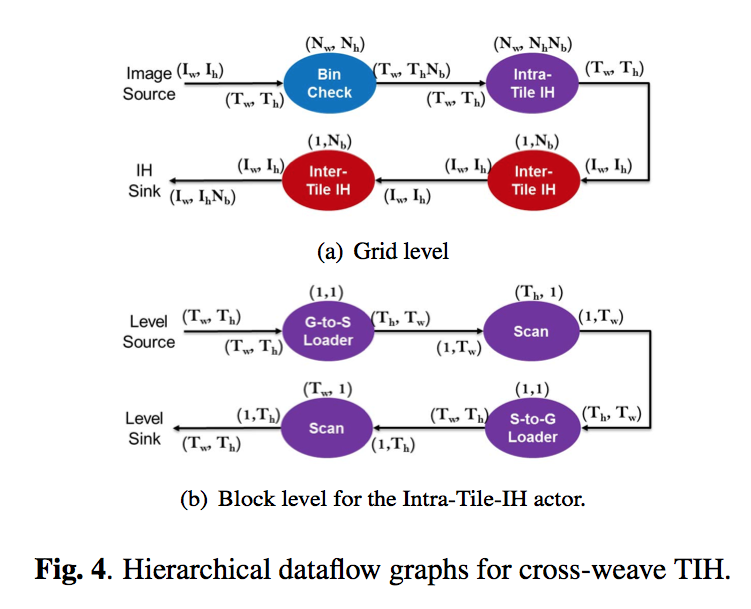 (N_w, N_h) (N_w, N_hN_b)
Image (I_w, I_h) Bin (T_w, T_hN_b) Intra- (T_w, T_h)
Source (T_w, T_h) Check (T_w, T_h) Tile IH
(1,N_b) (1,N_b)
IH (I_w, I_h) Inter- (I_w, I_h) Inter- (I_w, I_h)
Sink (I_w, I_hN_b) Tile IH (I_w, I_h) Tile IH
(a) Grid level
(1,1) (T_h, 1)
Level (T_w, T_h) G-to-S (T_h, T_w) Scan (1,T_w)
Source (T_w, T_h) Loader (1,T_w)
(T_w, 1) (1,1)
Level (1,T_h) Scan (T_w, T_h) S-to-G (T_h, T_w)
Sink (T_w, T_h) (1,T_h) Loader
(b) Block level for the Intra-Tile-IH actor.
Fig. 4. Hierarchical dataflow graphs for cross-weave TIH.